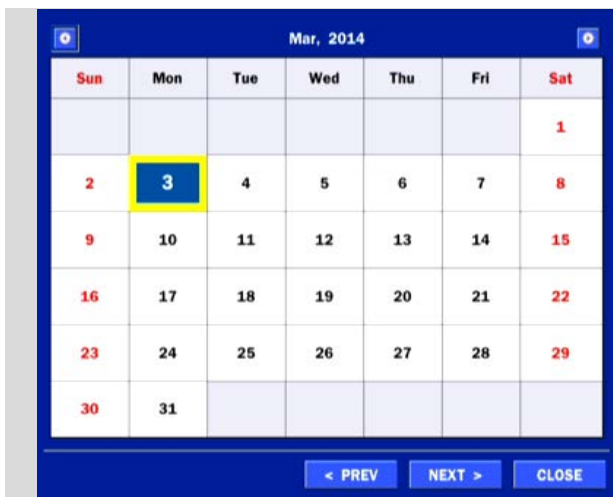 Mar, 2014
Sun Mon Tue Wed Thu Fri Sat
1
2 3 4 5 6 7 8
9 10 11 12 13 14 15
16 17 18 19 20 21 22
23 24 25 26 27 28 29
30 31
< PREV NEXT > CLOSE